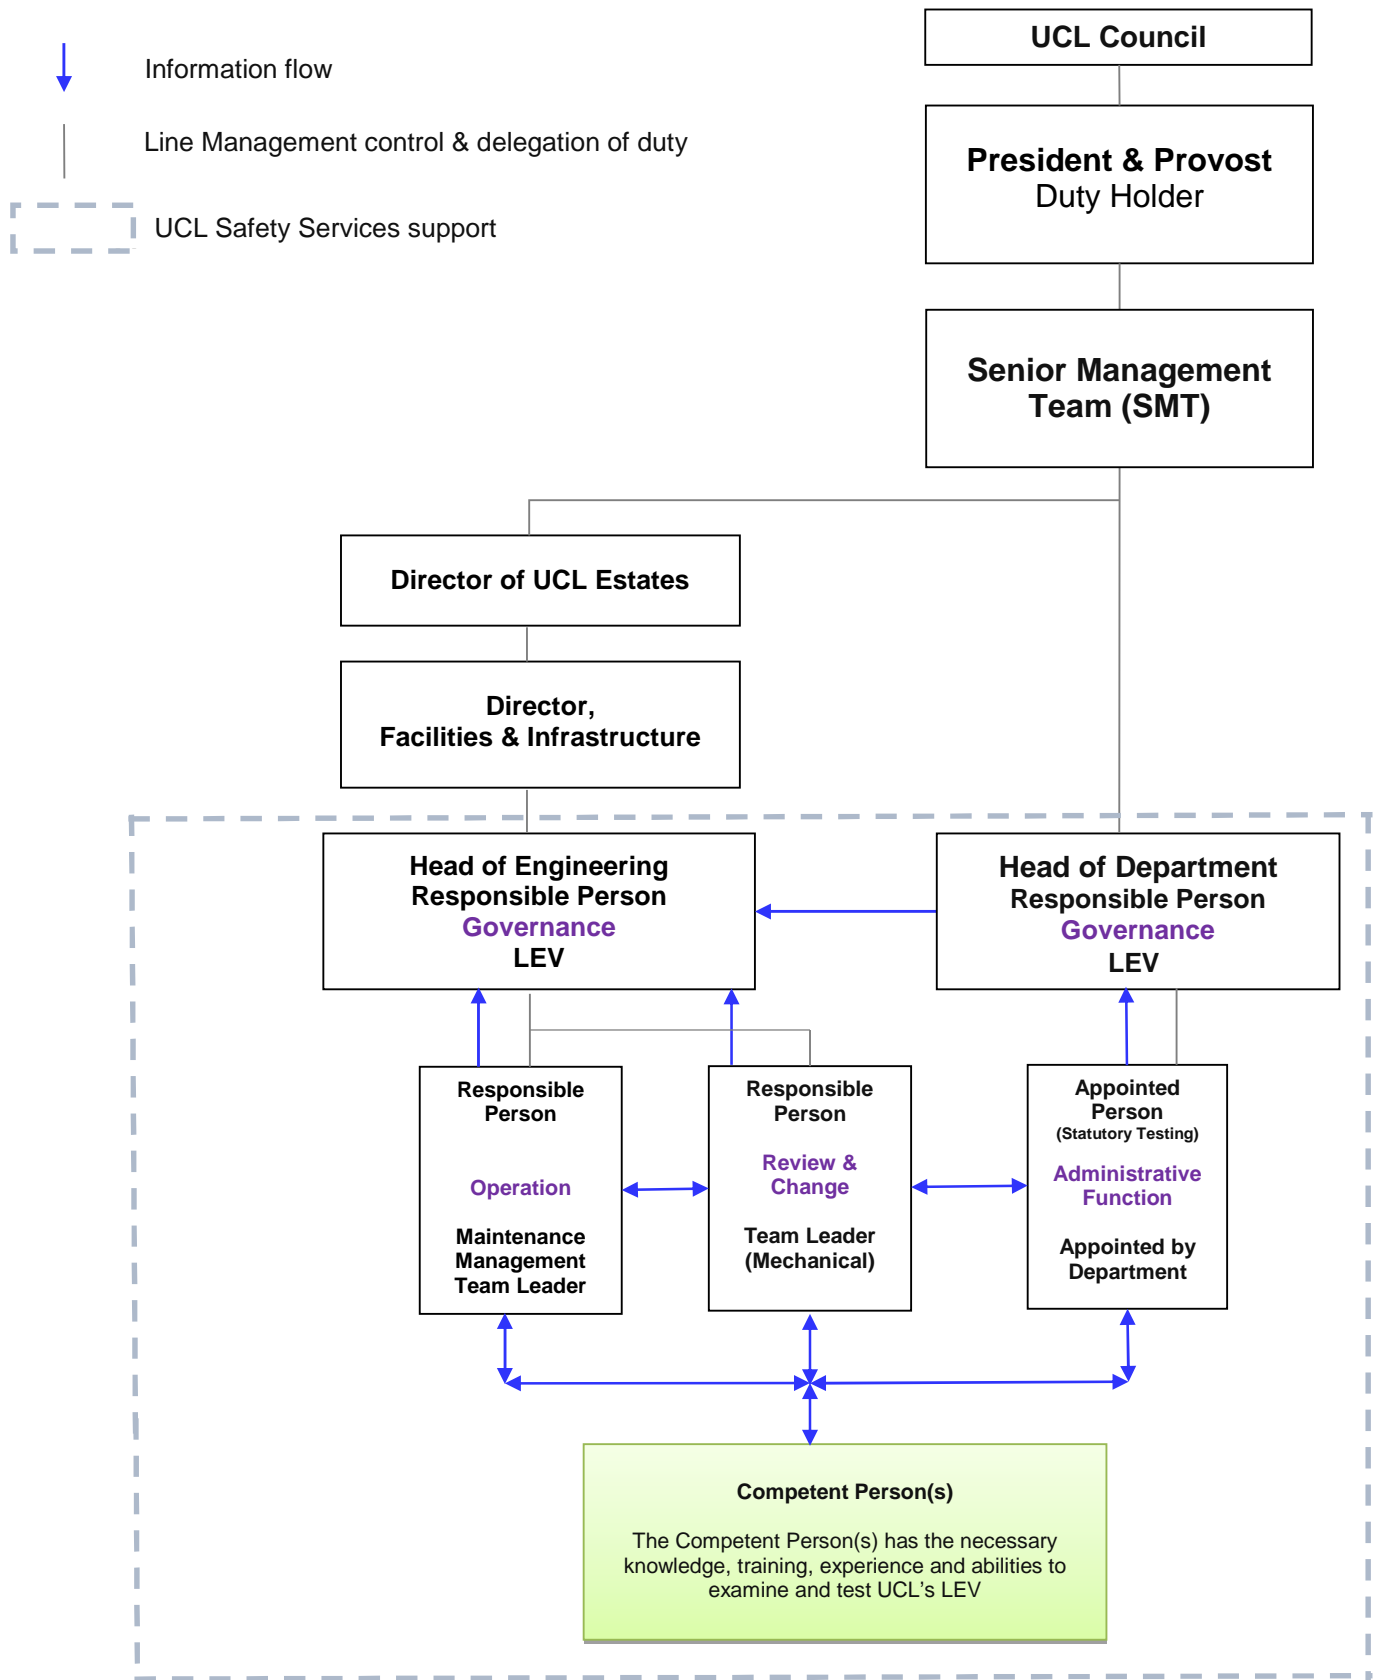 Information flow
Line Management control & delegation of duty
UCL Safety Services support
UCL Council
President & Provost
Duty Holder
Senior Management
Team (SMT)
Director of UCL Estates
Director,
Facilities & Infrastructure
Head of Engineering
Responsible Person
Governance
LEV
Head of Department
Responsible Person
Governance
LEV
Responsible
Person
Operation
Maintenance
Management
Team Leader
Responsible
Person
Review &
Change
Team Leader
(Mechanical)
Appointed
Person
(Statutory Testing)
Administrative
Function
Appointed by
Department
Competent Person(s)
The Competent Person(s) has the necessary
knowledge, training, experience and abilities to
examine and test UCL’s LEV